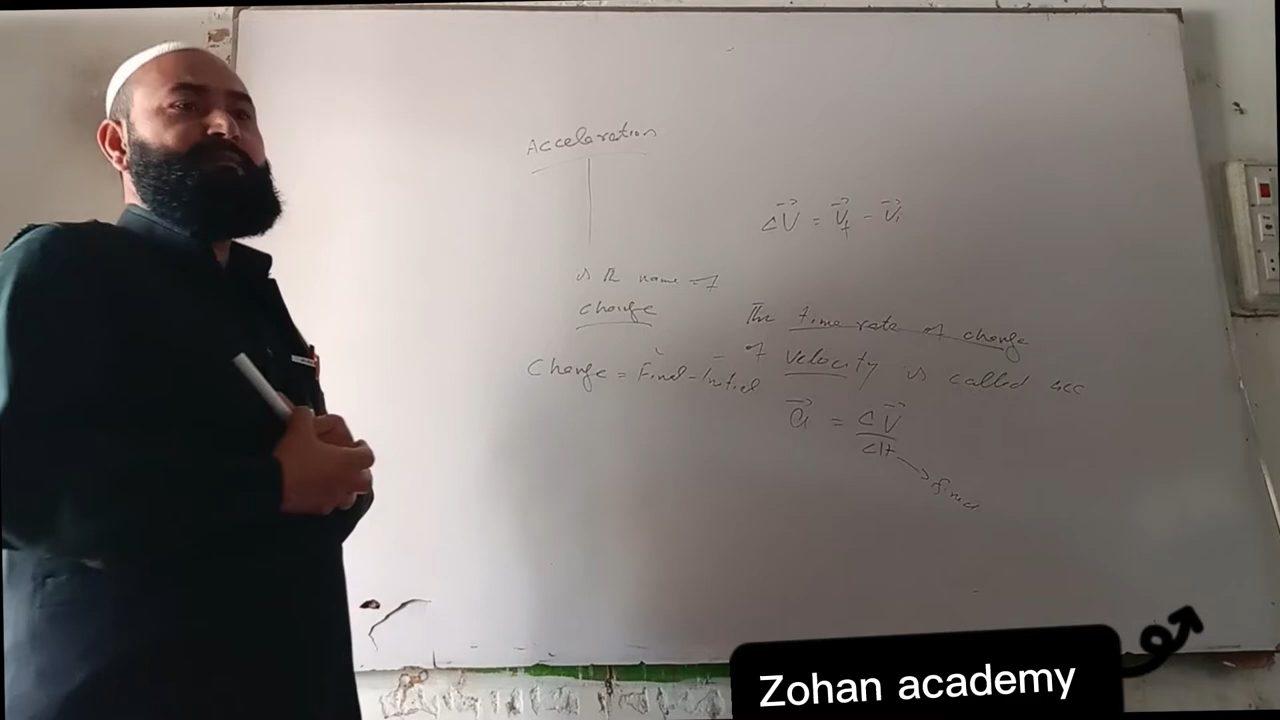 Acceleration
is the name of
change
Change = Final - Initial
ΔV⃗ = V⃗f - V⃗i
The time rate of change
of velocity is called acc
a⃗ = ΔV⃗
Δt
Zohan academy